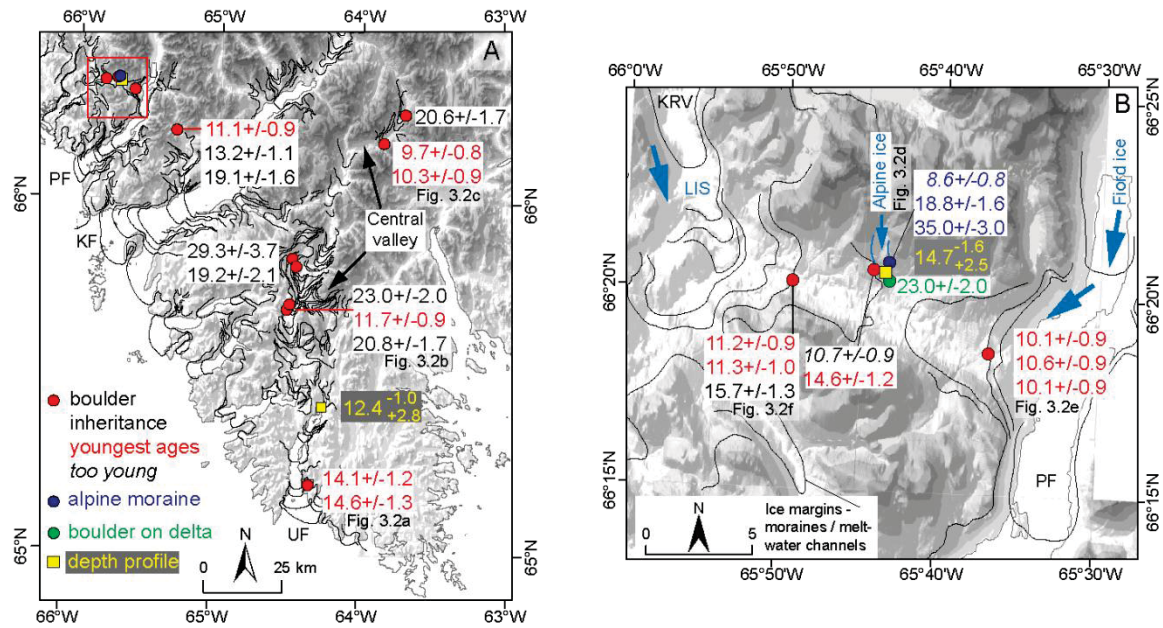 66°W
65°W
64°W
63°W
A
20.6+/-1.7
11.1+/-0.9
13.2+/-1.1
19.1+/-1.6
9.7+/-0.8
10.3+/-0.9
Fig. 3.2c
PF
KF
66°N
66°N
Central
valley
29.3+/-3.7
19.2+/-2.1
23.0+/-2.0
11.7+/-0.9
20.8+/-1.7
Fig. 3.2b
12.4 -1.0
+2.8
boulder
inheritance
youngest ages
too young
alpine moraine
boulder on delta
depth profile
14.1+/-1.2
14.6+/-1.3
Fig. 3.2a
UF
N
0 25 km
65°N
65°N
66°W
65°W
64°W
63°W
66°0'W
65°50'W
65°40'W
65°30'W
B
KRV
LIS
Alpine ice
Fig. 3.2d
8.6+/-0.8
18.8+/-1.6
35.0+/-3.0
14.7 -1.6
+2.5
23.0+/-2.0
Fiord ice
66°25'N
66°20'N
66°20'N
11.2+/-0.9
11.3+/-1.0
15.7+/-1.3
Fig. 3.2f
10.7+/-0.9
14.6+/-1.2
10.1+/-0.9
10.6+/-0.9
10.1+/-0.9
Fig. 3.2e
PF
66°15'N
N
0 5
Ice margins -
moraines / melt-
water channels
65°50'W
65°40'W
65°30'W